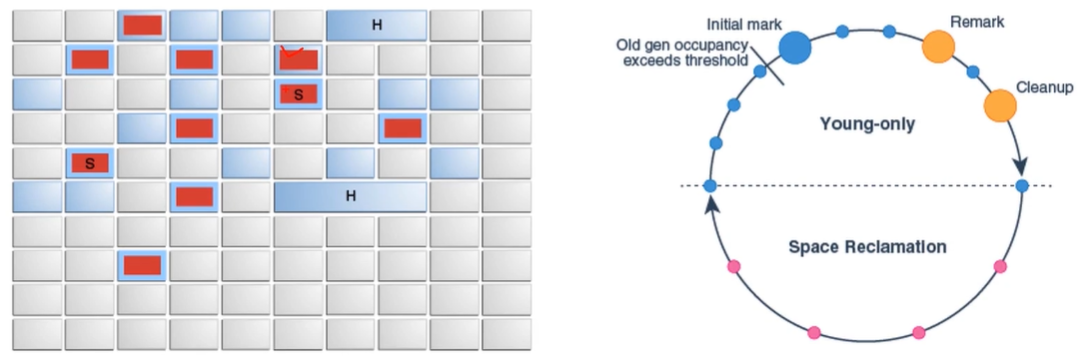 H
S
S
H
Initial mark
Old gen occupancy
exceeds threshold
Remark
Cleanup
Young-only
Space Reclamation